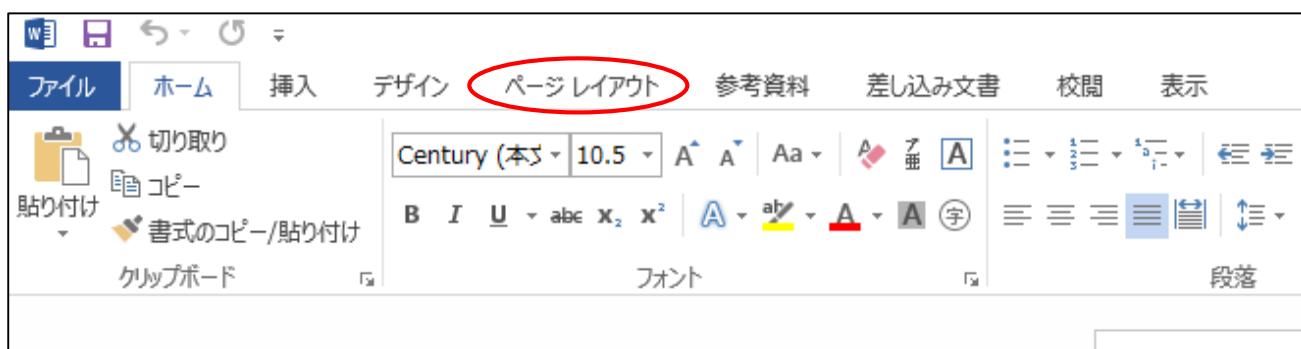 ファイル ホーム 挿入 デザイン ページ レイアウト 参考資料 差し込み文書 校閲 表示
切り取り
Century (本文 10.5 A A Aa ア亜 A
コピー
貼り付け
書式のコピー/貼り付け
B I U abc X₂ X² A ab A A 字
クリップボード フォント 段落